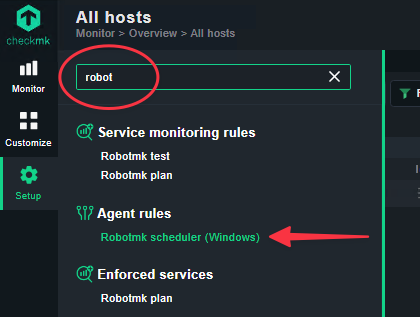 All hosts
Monitor > Overview > All hosts
checkmk
Monitor
Customize
Setup
robot
Service monitoring rules
Robotmk test
Robotmk plan
Agent rules
Robotmk scheduler (Windows)
Enforced services
Robotmk plan